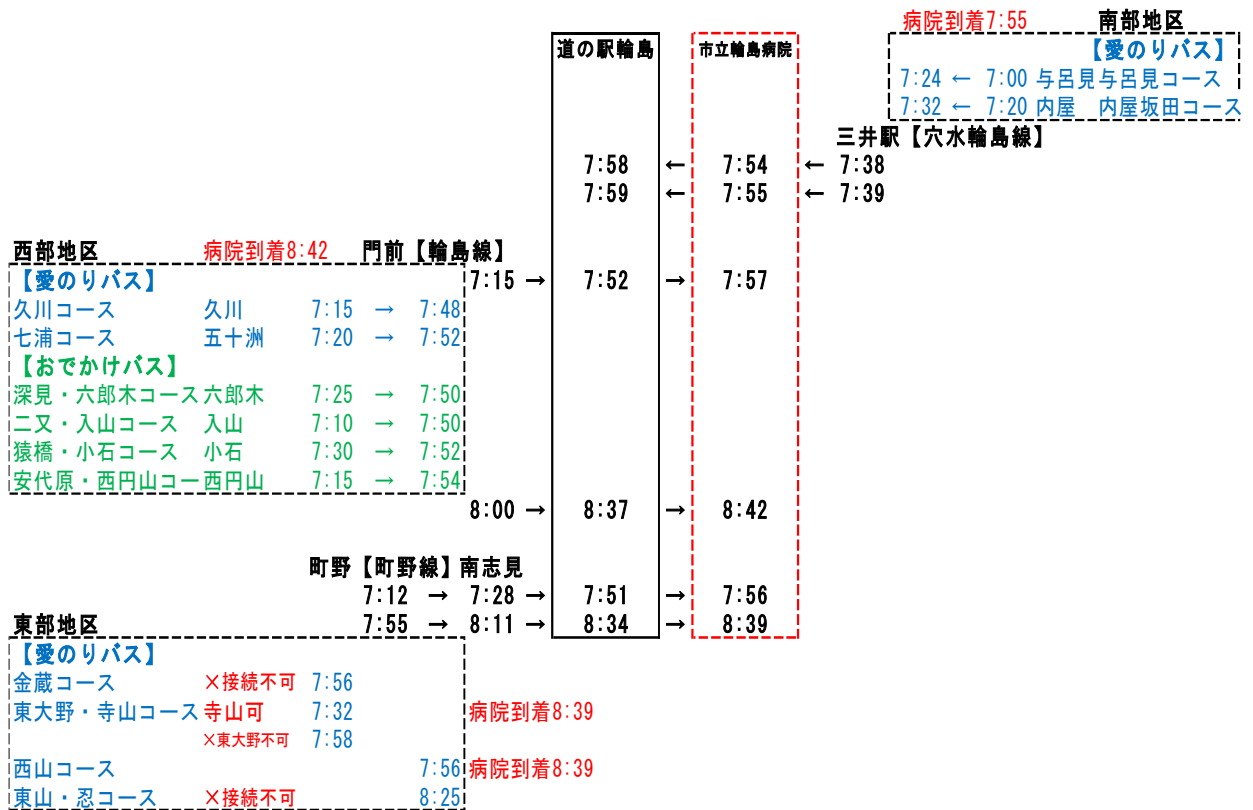 病院到着7:55 南部地区
道の駅輪島 市立輪島病院
【愛のりバス】
7:24 ← 7:00 与呂見与呂見コース
7:32 ← 7:20 内屋 内屋坂田コース
三井駅【穴水輪島線】
7:58 ← 7:54 ← 7:38
7:59 ← 7:55 ← 7:39
西部地区 病院到着8:42 門前【輪島線】
【愛のりバス】 7:15 → 7:52 → 7:57
久川コース 久川 7:15 → 7:48
七浦コース 五十洲 7:20 → 7:52
【おでかけバス】
深見・六郎木コース 六郎木 7:25 → 7:50
二又・入山コース 入山 7:10 → 7:50
猿橋・小石コース 小石 7:30 → 7:52
安代原・西円山コー 西円山 7:15 → 7:54
8:00 → 8:37 → 8:42
町野【町野線】南志見
7:12 → 7:28 → 7:51 → 7:56
東部地区 7:55 → 8:11 → 8:34 → 8:39
【愛のりバス】
金蔵コース ×接続不可 7:56
東大野・寺山コース 寺山可 7:32 病院到着8:39
×東大野不可 7:58
西山コース 7:56 病院到着8:39
東山・忍コース ×接続不可 8:25